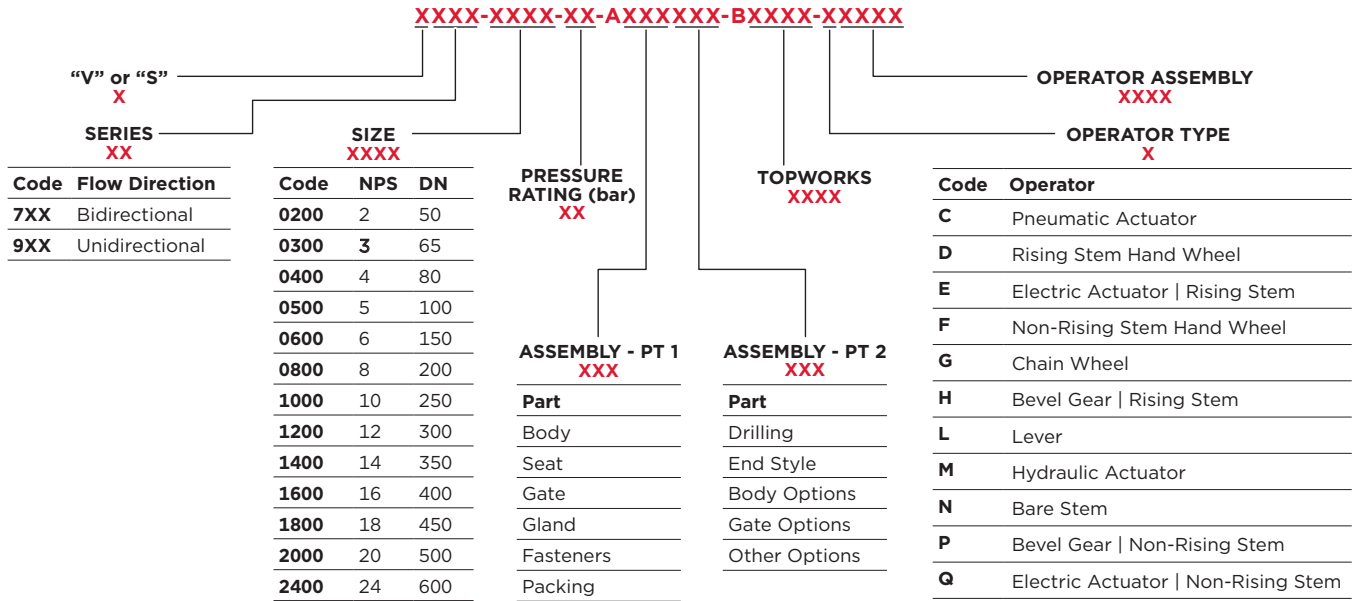 XXXX-XXXX-XX-AXXXXXX-BXXXX-XXXXX
"V" or "S"
X
OPERATOR ASSEMBLY
XXXX
SERIES
XX
Code Flow Direction
7XX Bidirectional
9XX Unidirectional
SIZE
XXXX
Code NPS DN
0200 2 50
0300 3 65
0400 4 80
0500 5 100
0600 6 150
0800 8 200
1000 10 250
1200 12 300
1400 14 350
1600 16 400
1800 18 450
2000 20 500
2400 24 600
PRESSURE
RATING (bar)
XX
ASSEMBLY - PT 1
XXX
Part
Body
Seat
Gate
Gland
Fasteners
Packing
ASSEMBLY - PT 2
XXX
Part
Drilling
End Style
Body Options
Gate Options
Other Options
TOPWORKS
XXXX
OPERATOR TYPE
X
Code Operator
C Pneumatic Actuator
D Rising Stem Hand Wheel
E Electric Actuator | Rising Stem
F Non-Rising Stem Hand Wheel
G Chain Wheel
H Bevel Gear | Rising Stem
L Lever
M Hydraulic Actuator
N Bare Stem
P Bevel Gear | Non-Rising Stem
Q Electric Actuator | Non-Rising Stem